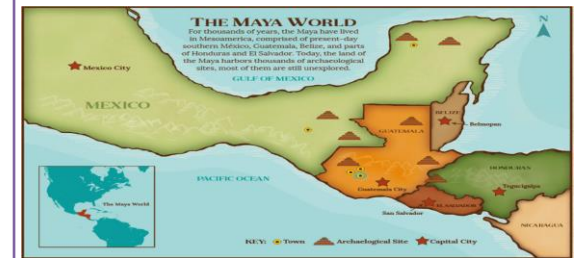 THE MAYA WORLD
For thousands of years, the Maya have lived
in Mesoamerica, comprised of present-day
southern México, Guatemala, Belize, and parts
of Honduras and El Salvador. Today, the land of
the Maya harbors thousands of archaeological
sites, most of them are still unexplored.
N
Mexico City
GULF OF MEXICO
MEXICO
BELIZE
Belmopan
GUATEMALA
PACIFIC OCEAN
HONDURAS
Guatemala City
Tegucigalpa
The Maya World
San Salvador
NICARAGUA
KEY: Town Archaelogical Site Capital City